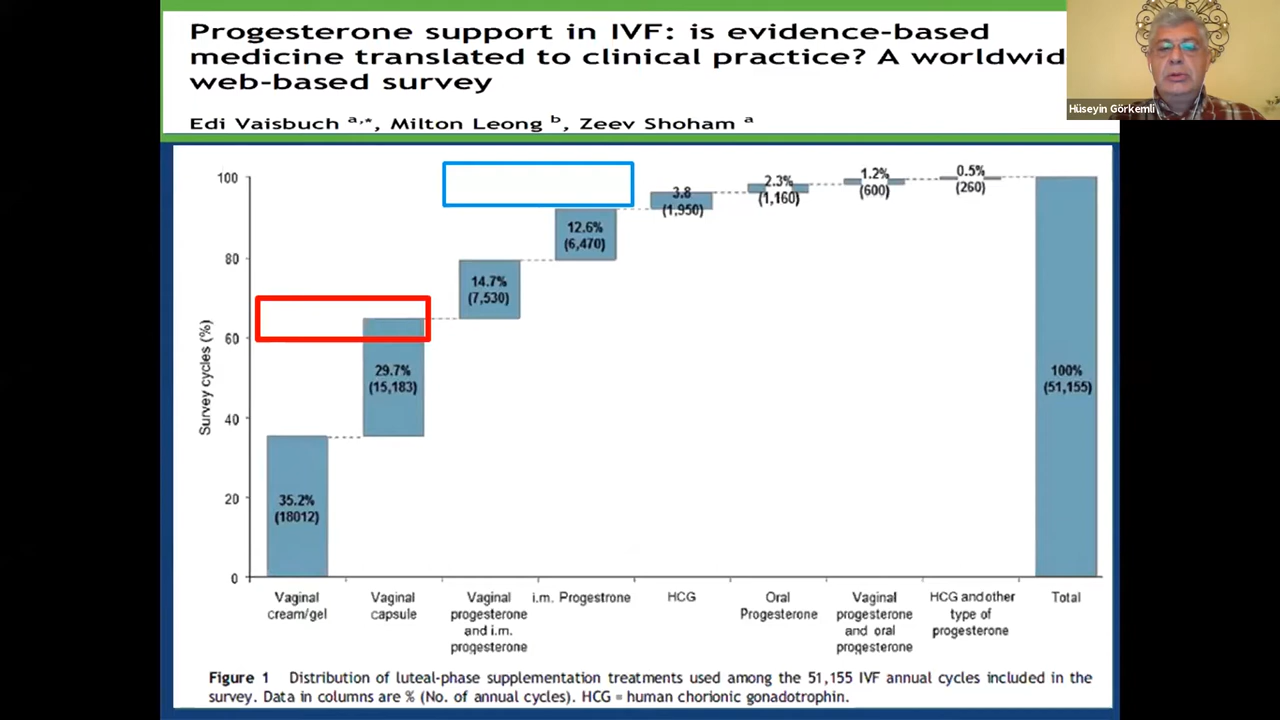 Progesterone support in IVF: is evidence-based
medicine translated to clinical practice? A worldwid
web-based survey
Edi Vaisbuch a,*, Milton Leong b, Zeev Shoham a
Hüseyin Görkemli
Survey cycles (%)
100
80
60
40
20
0
35.2%
(18012)
29.7%
(15,183)
14.7%
(7,530)
12.6%
(6,470)
3.8
(1,950)
2.3%
(1,160)
1.2%
(600)
0.5%
(260)
100%
(51,155)
Vaginal
cream/gel
Vaginal
capsule
Vaginal
progesterone
and i.m.
progesterone
i.m. Progestrone
HCG
Oral
Progesterone
Vaginal
progesterone
and oral
progesterone
HCG and other
type of
progesterone
Total
Figure 1 Distribution of luteal-phase supplementation treatments used among the 51,155 IVF annual cycles included in the
survey. Data in columns are % (No. of annual cycles). HCG = human chorionic gonadotrophin.